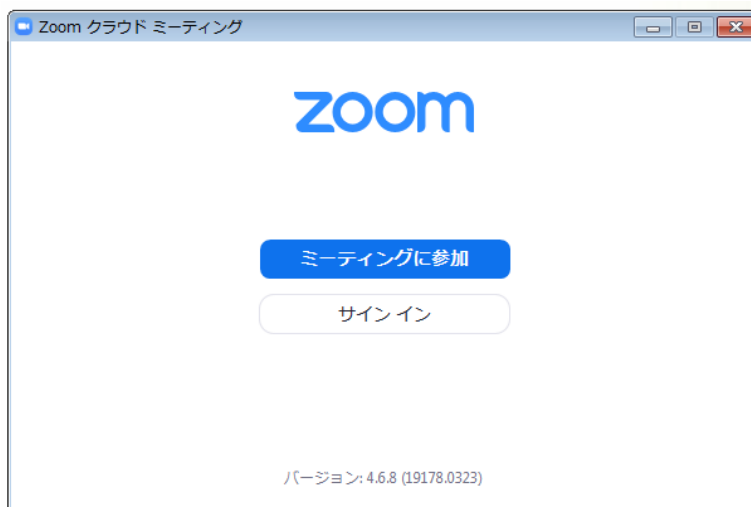 Zoom クラウド ミーティング
zoom
ミーティングに参加
サイン イン
バージョン: 4.6.8 (19178.0323)